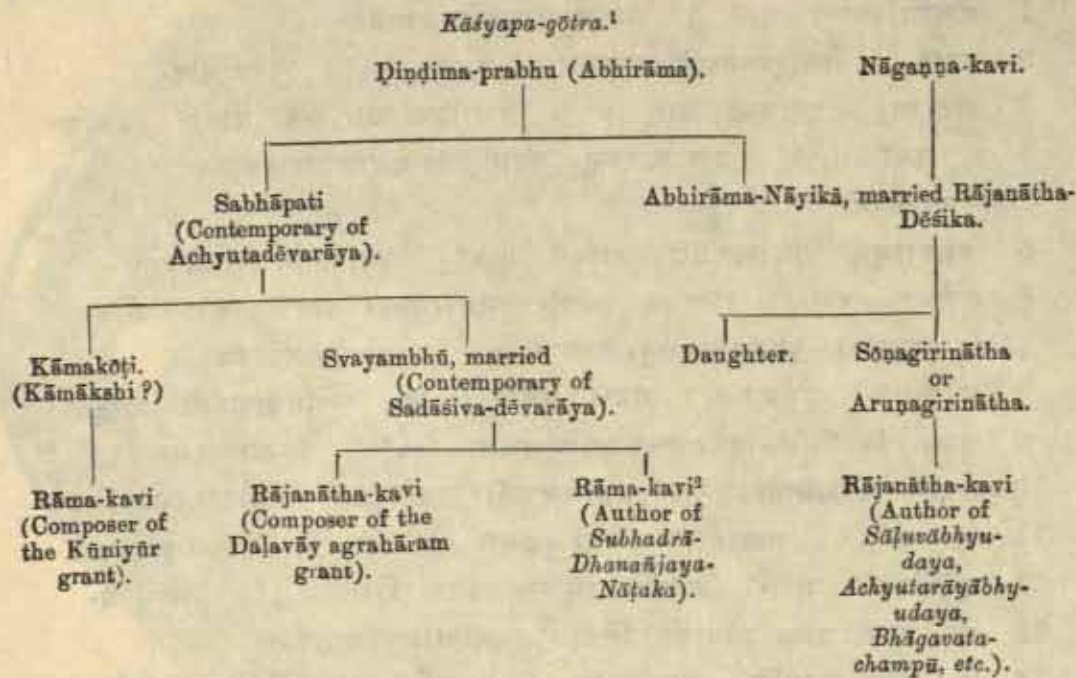 Kāśyapa-gōtra.¹
Ḍiṇḍima-prabhu (Abhirāma).
Nāgaṇṇa-kavi.
Sabhāpati
(Contemporary of
Achyutadēvarāya).
Abhirāma-Nāyikā, married Rājanātha-
Dēśika.
Kāmakōṭi.
(Kāmākshi ?)
Svayambhū, married
(Contemporary of
Sadāśiva-dēvarāya).
Daughter.
Sōṇagirinātha
or
Aruṇagirinātha.
Rāma-kavi
(Composer of
the Kūniyūr
grant).
Rājanātha-kavi
(Composer of the
Daḷavāy agrahāram
grant).
Rāma-kavi²
(Author of
Subhadrā-
Dhanañjaya-
Nāṭaka).
Rājanātha-kavi
(Author of
Sāḷuvābhyu-
daya,
Achyutarāyābhy-
udaya,
Bhāgavata-
champū, etc.).